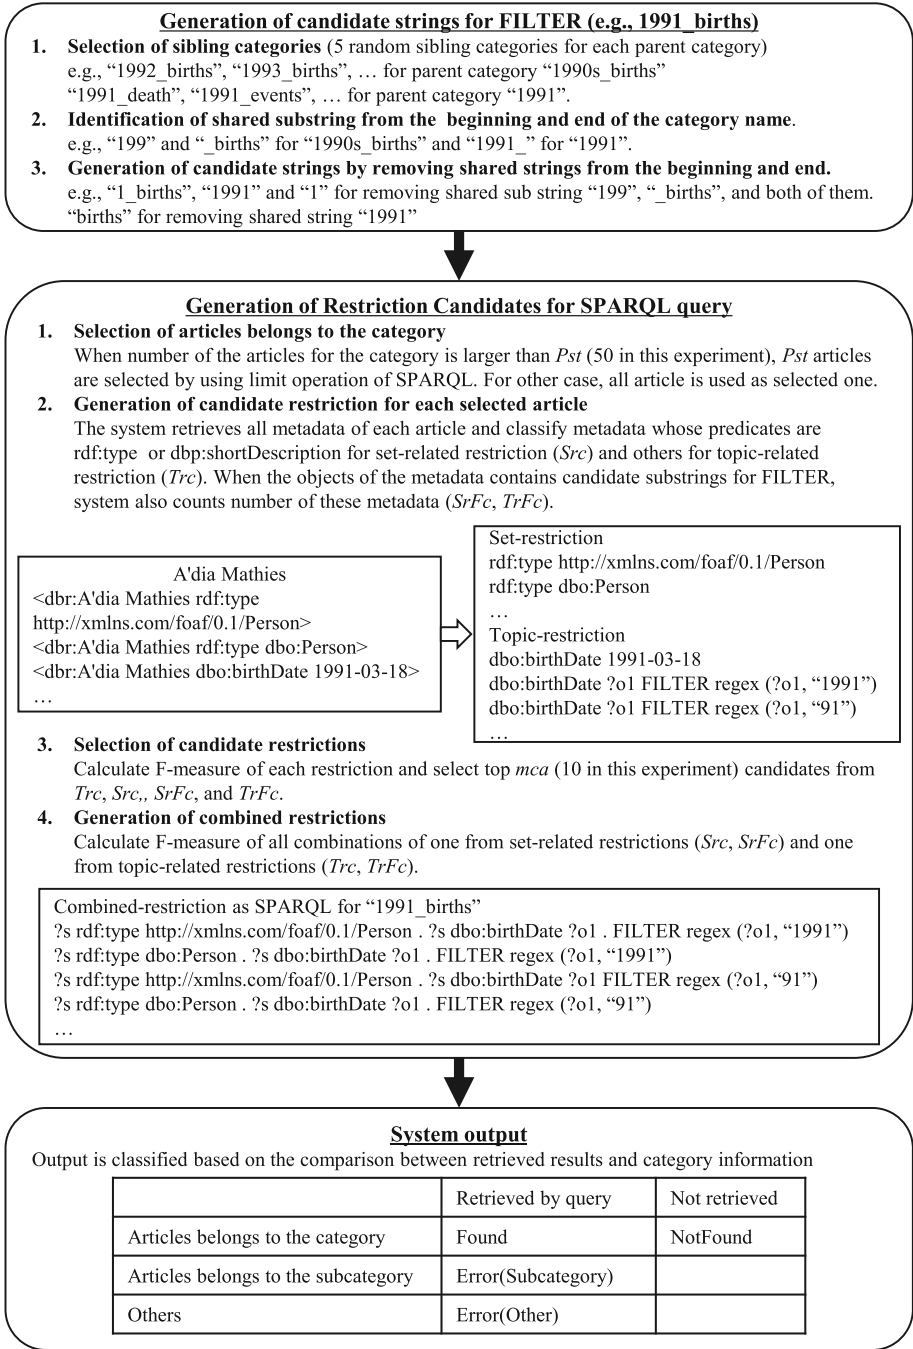 Generation of candidate strings for FILTER (e.g., 1991_births)
1. Selection of sibling categories (5 random sibling categories for each parent category)
e.g., “1992_births”, “1993_births”, … for parent category “1990s_births”
“1991_death”, “1991_events”, … for parent category “1991”.
2. Identification of shared substring from the beginning and end of the category name.
e.g., “199” and “_births” for “1990s_births” and “1991_” for “1991”.
3. Generation of candidate strings by removing shared strings from the beginning and end.
e.g., “1_births”, “1991” and “1” for removing shared sub string “199”, “_births”, and both of them.
“births” for removing shared string “1991”
Generation of Restriction Candidates for SPARQL query
1. Selection of articles belongs to the category
When number of the articles for the category is larger than Pst (50 in this experiment), Pst articles
are selected by using limit operation of SPARQL. For other case, all article is used as selected one.
2. Generation of candidate restriction for each selected article
The system retrieves all metadata of each article and classify metadata whose predicates are
rdf:type or dbp:shortDescription for set-related restriction (Src) and others for topic-related
restriction (Trc). When the objects of the metadata contains candidate substrings for FILTER,
system also counts number of these metadata (SrFc, TrFc).
A'dia Mathies
<dbr:A'dia Mathies rdf:type
http://xmlns.com/foaf/0.1/Person>
<dbr:A'dia Mathies rdf:type dbo:Person>
<dbr:A'dia Mathies dbo:birthDate 1991-03-18>
…
Set-restriction
rdf:type http://xmlns.com/foaf/0.1/Person
rdf:type dbo:Person
…
Topic-restriction
dbo:birthDate 1991-03-18
dbo:birthDate ?o1 FILTER regex (?o1, “1991”)
dbo:birthDate ?o1 FILTER regex (?o1, “91”)
…
3. Selection of candidate restrictions
Calculate F-measure of each restriction and select top mca (10 in this experiment) candidates from
Trc, Src,, SrFc, and TrFc.
4. Generation of combined restrictions
Calculate F-measure of all combinations of one from set-related restrictions (Src, SrFc) and one
from topic-related restrictions (Trc, TrFc).
Combined-restriction as SPARQL for “1991_births”
?s rdf:type http://xmlns.com/foaf/0.1/Person . ?s dbo:birthDate ?o1 . FILTER regex (?o1, “1991”)
?s rdf:type dbo:Person . ?s dbo:birthDate ?o1 . FILTER regex (?o1, “1991”)
?s rdf:type http://xmlns.com/foaf/0.1/Person . ?s dbo:birthDate ?o1 FILTER regex (?o1, “91”)
?s rdf:type dbo:Person . ?s dbo:birthDate ?o1 . FILTER regex (?o1, “91”)
…
System output
Output is classified based on the comparison between retrieved results and category information
Retrieved by query Not retrieved
Articles belongs to the category Found NotFound
Articles belongs to the subcategory Error(Subcategory)
Others Error(Other)